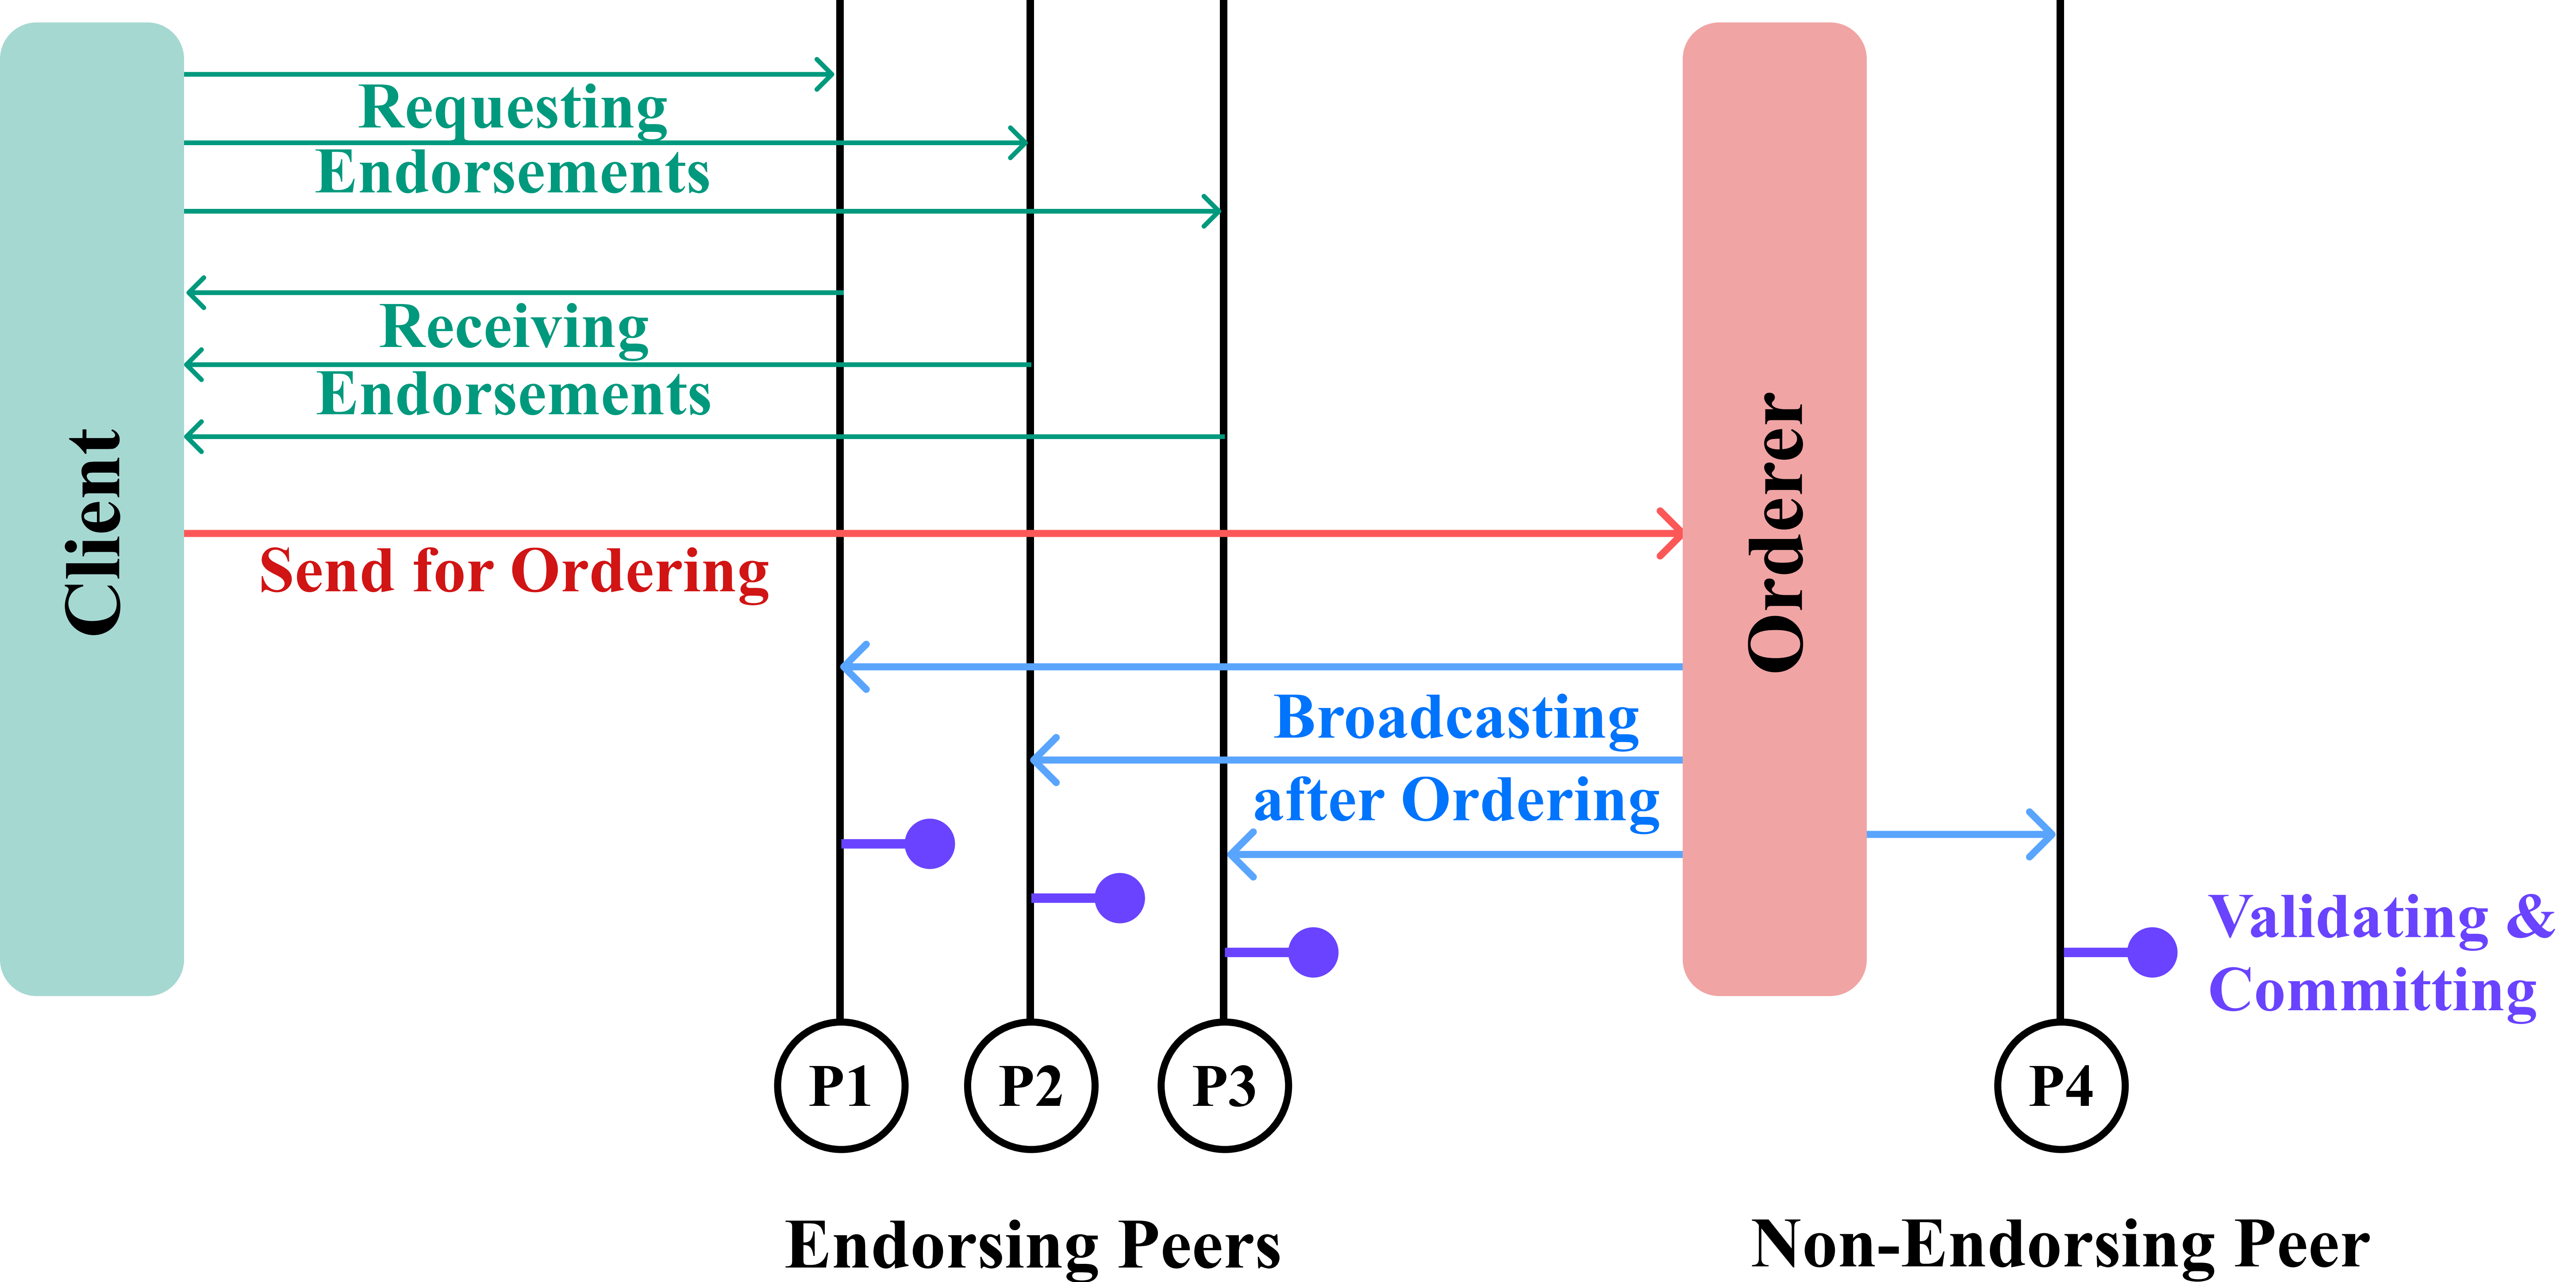 Client
Requesting
Endorsements
Receiving
Endorsements
Send for Ordering
Orderer
Broadcasting
after Ordering
Validating &
Committing
P1
P2
P3
P4
Endorsing Peers
Non-Endorsing Peer